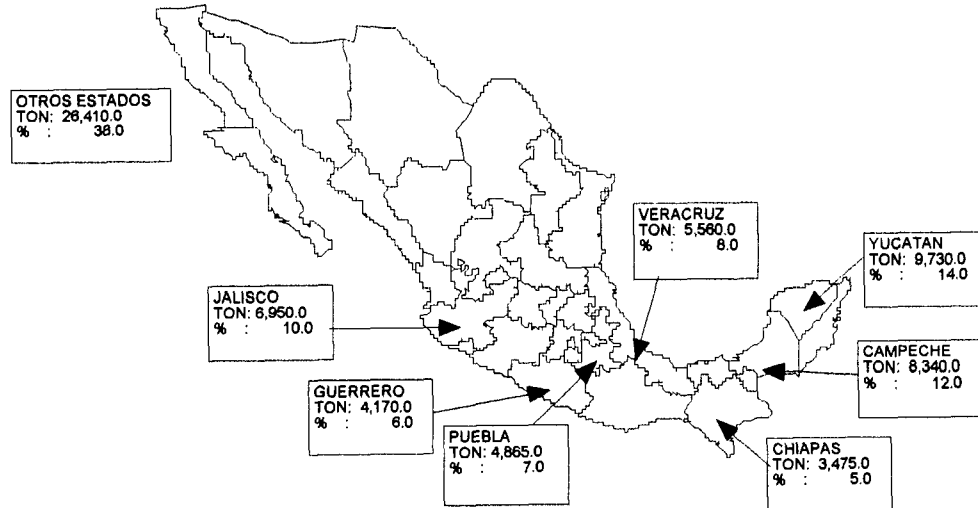 OTROS ESTADOS
TON: 26,410.0
% : 38.0
VERACRUZ
TON: 5,560.0
% : 8.0
YUCATAN
TON: 9,730.0
% : 14.0
JALISCO
TON: 6,950.0
% : 10.0
CAMPECHE
TON: 8,340.0
% : 12.0
GUERRERO
TON: 4,170.0
% : 6.0
PUEBLA
TON: 4,865.0
% : 7.0
CHIAPAS
TON: 3,475.0
% : 5.0